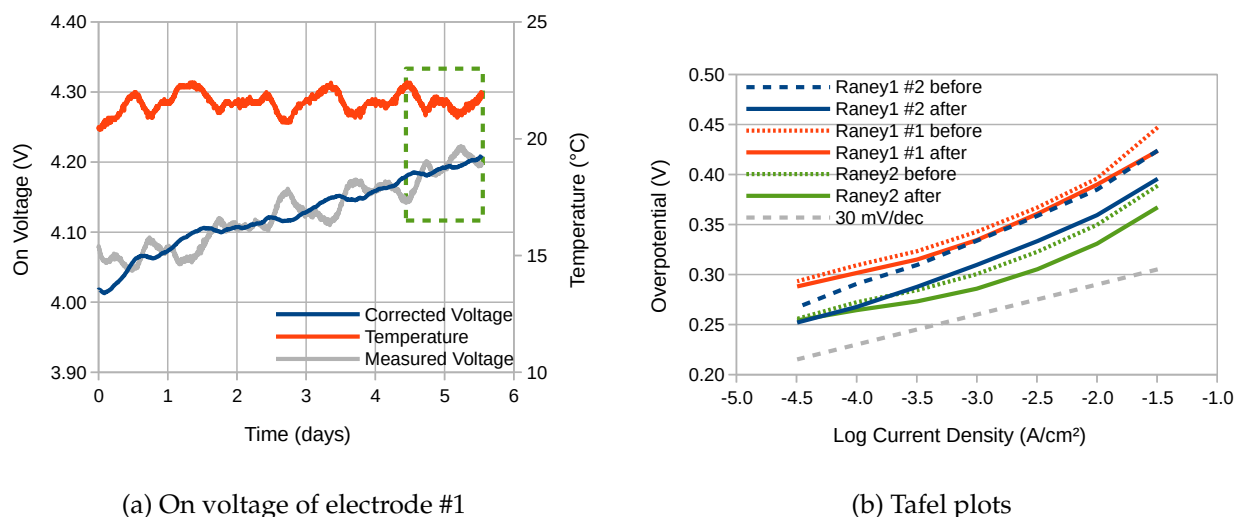 4.40
4.30
4.20
4.10
4.00
3.90
On Voltage (V)
25
20
15
10
Temperature (°C)
Corrected Voltage
Temperature
Measured Voltage
0 1 2 3 4 5 6
Time (days)
(a) On voltage of electrode #1
0.50
0.45
0.40
0.35
0.30
0.25
0.20
Overpotential (V)
Raney1 #2 before
Raney1 #2 after
Raney1 #1 before
Raney1 #1 after
Raney2 before
Raney2 after
30 mV/dec
-5.0 -4.5 -4.0 -3.5 -3.0 -2.5 -2.0 -1.5 -1.0
Log Current Density (A/cm²)
(b) Tafel plots